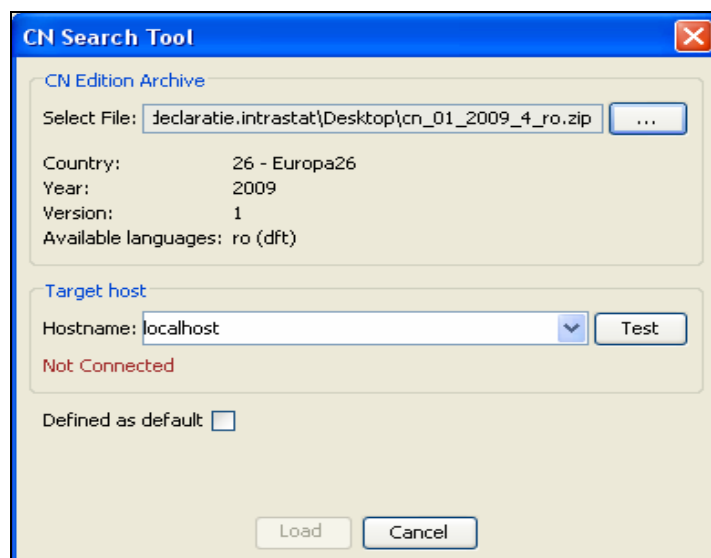 CN Search Tool
CN Edition Archive
Select File: declaratie.intrastat\Desktop\cn_01_2009_4_ro.zip ...
Country: 26 - Europa26
Year: 2009
Version: 1
Available languages: ro (dft)
Target host
Hostname: localhost Test
Not Connected
Defined as default
Load Cancel